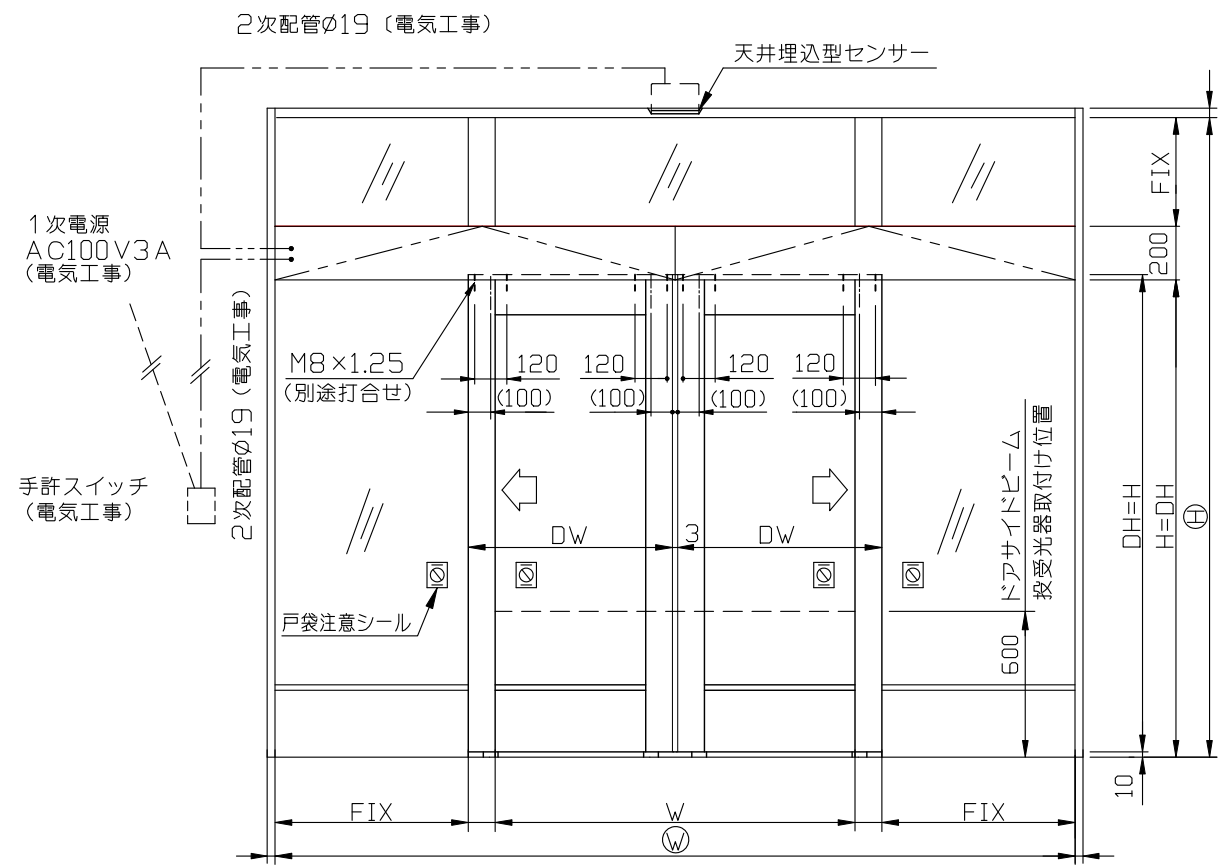 2次配管φ19（電気工事）
天井埋込型センサー
1次電源
AC100V3A
（電気工事）
2次配管φ19（電気工事）
手許スイッチ
（電気工事）
M8×1.25
（別途打合せ）
120
120
120
120
(100)
(100)
(100)
(100)
FIX
200
DW
3
DW
戸袋注意シール
ドアサイドビーム
投受光器取付け位置
600
DH=H
H=DH
H
10
FIX
W
FIX
W